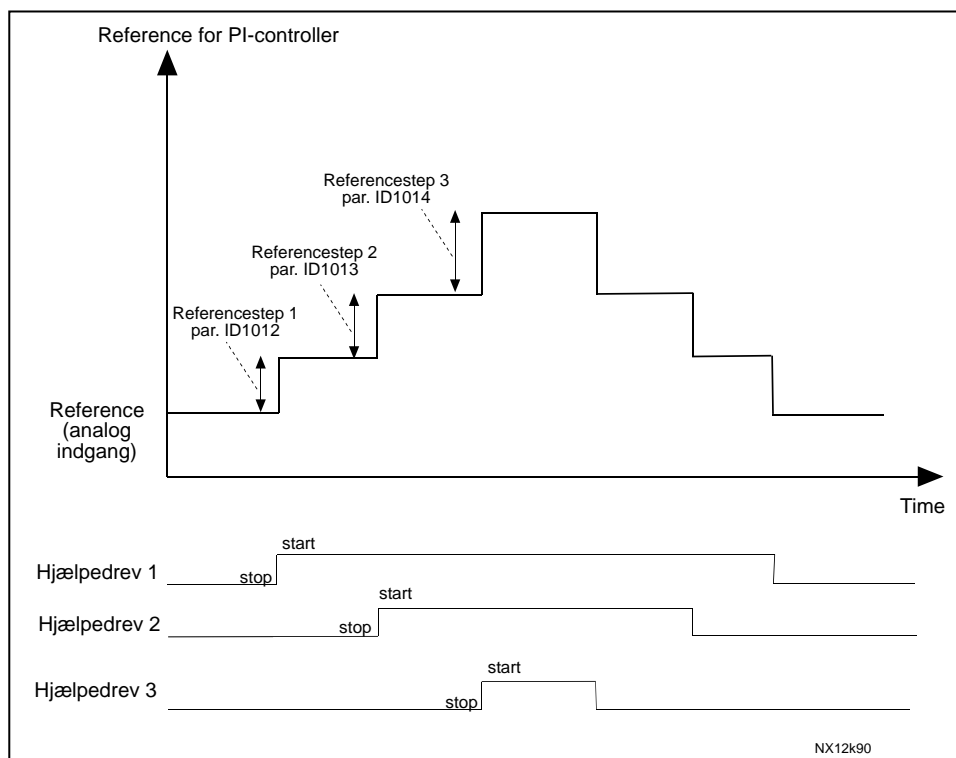 Reference for PI-controller
Referencestep 3
par. ID1014
Referencestep 2
par. ID1013
Referencestep 1
par. ID1012
Reference
(analog
indgang)
Time
start
Hjælpedrev 1
stop
start
Hjælpedrev 2
stop
start
Hjælpedrev 3
stop
NX12k90